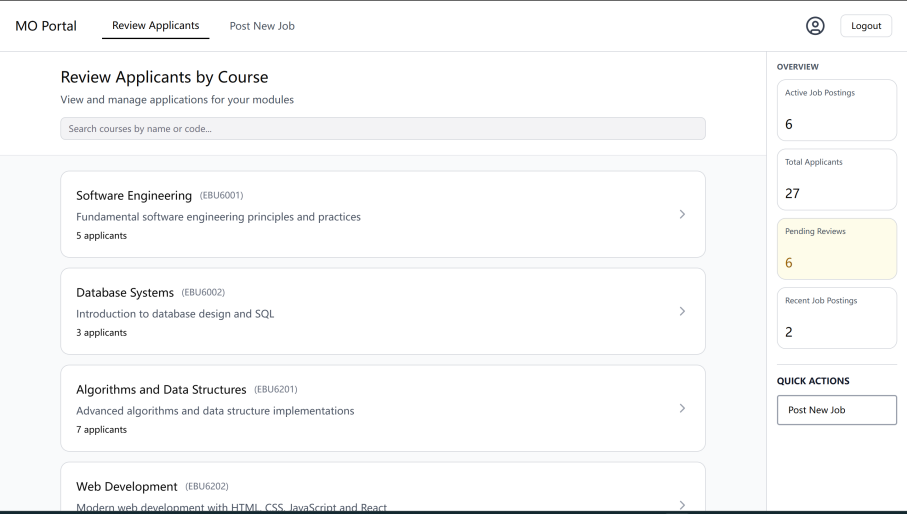 MO Portal
Review Applicants
Post New Job
Logout
Review Applicants by Course
View and manage applications for your modules
Search courses by name or code...
Software Engineering (EBU6001)
Fundamental software engineering principles and practices
5 applicants
Database Systems (EBU6002)
Introduction to database design and SQL
3 applicants
Algorithms and Data Structures (EBU6201)
Advanced algorithms and data structure implementations
7 applicants
Web Development (EBU6202)
Modern web development with HTML, CSS, JavaScript and React
OVERVIEW
Active Job Postings
6
Total Applicants
27
Pending Reviews
6
Recent Job Postings
2
QUICK ACTIONS
Post New Job